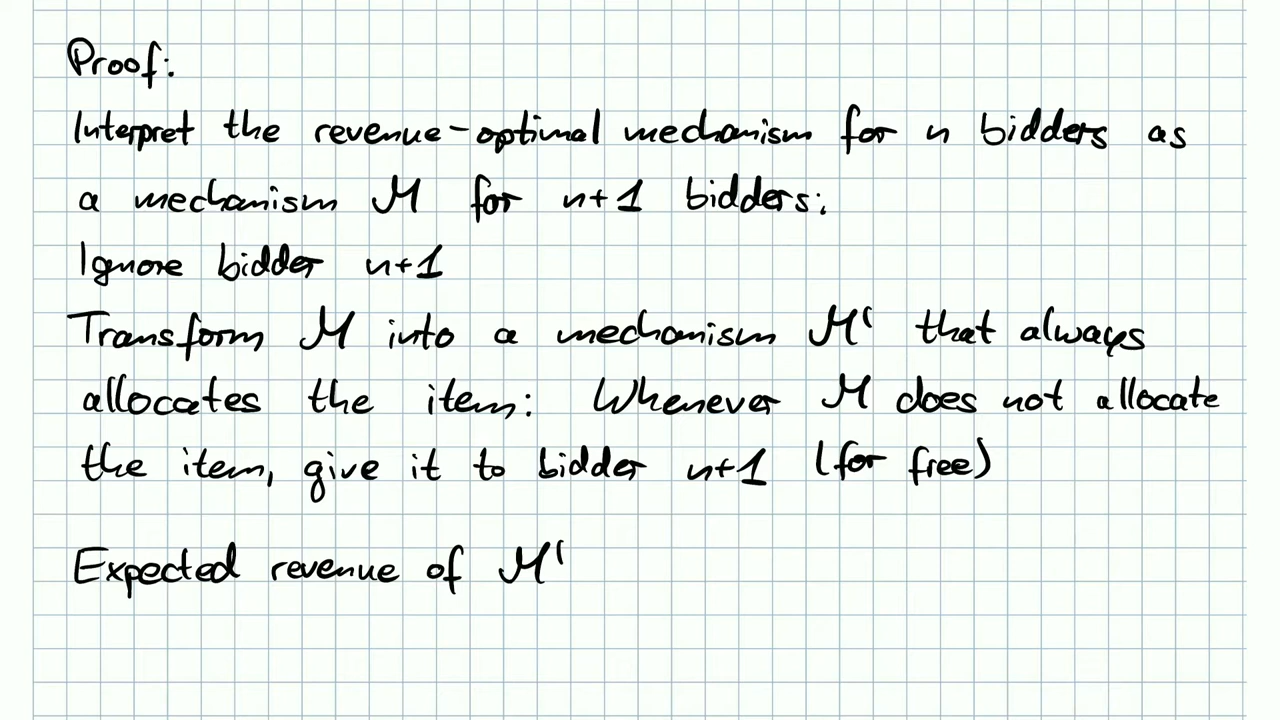 Proof:
Interpret the revenue-optimal mechanism for n bidders as
a mechanism M for n+1 bidders:
Ignore bidder n+1
Transform M into a mechanism M' that always
allocates the item: Whenever M does not allocate
the item, give it to bidder n+1 (for free)
Expected revenue of M'